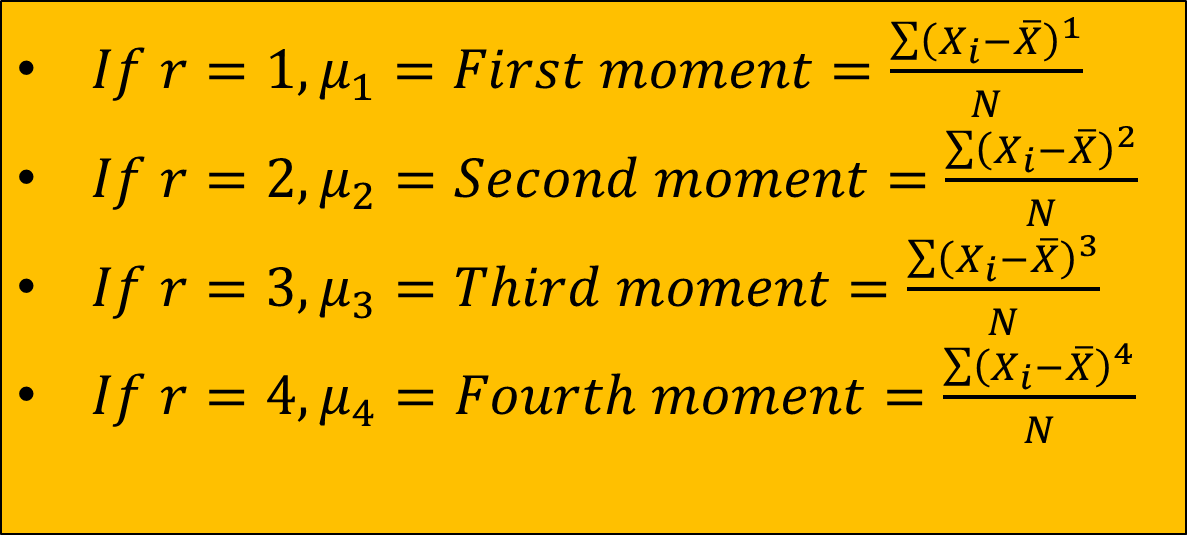 • If r = 1, μ₁ = First moment = ∑(Xᵢ−X̄)¹/N
• If r = 2, μ₂ = Second moment = ∑(Xᵢ−X̄)²/N
• If r = 3, μ₃ = Third moment = ∑(Xᵢ−X̄)³/N
• If r = 4, μ₄ = Fourth moment = ∑(Xᵢ−X̄)⁴/N